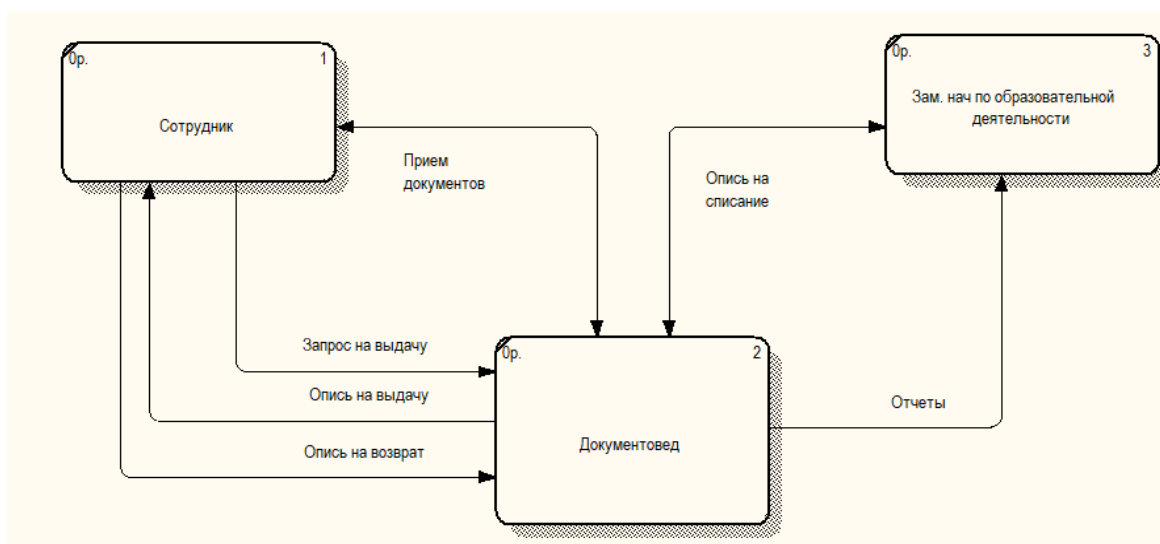 0р. 1
Сотрудник
0р. 3
Зам. нач по образовательной
деятельности
Прием
документов
Опись на
списание
Запрос на выдачу
Опись на выдачу
Опись на возврат
0р. 2
Документовед
Отчеты